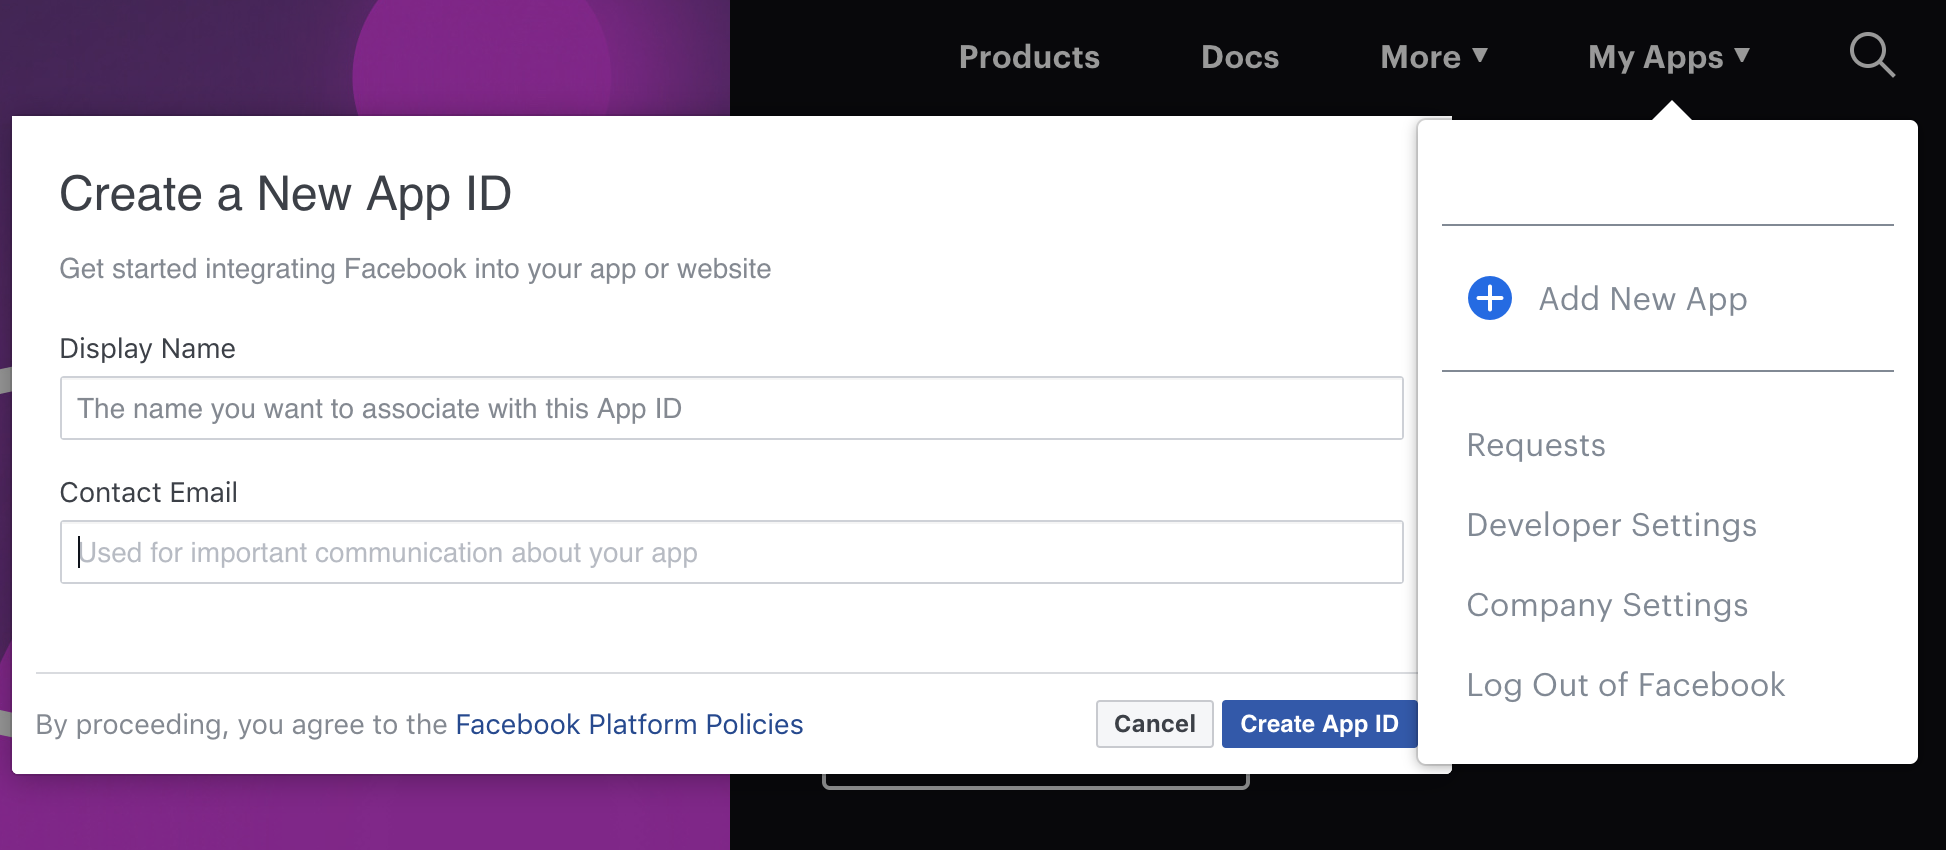 Products Docs More ▼ My Apps ▼
Create a New App ID
Get started integrating Facebook into your app or website
Display Name
The name you want to associate with this App ID
Contact Email
Used for important communication about your app
By proceeding, you agree to the Facebook Platform Policies
Cancel Create App ID
Add New App
Requests
Developer Settings
Company Settings
Log Out of Facebook